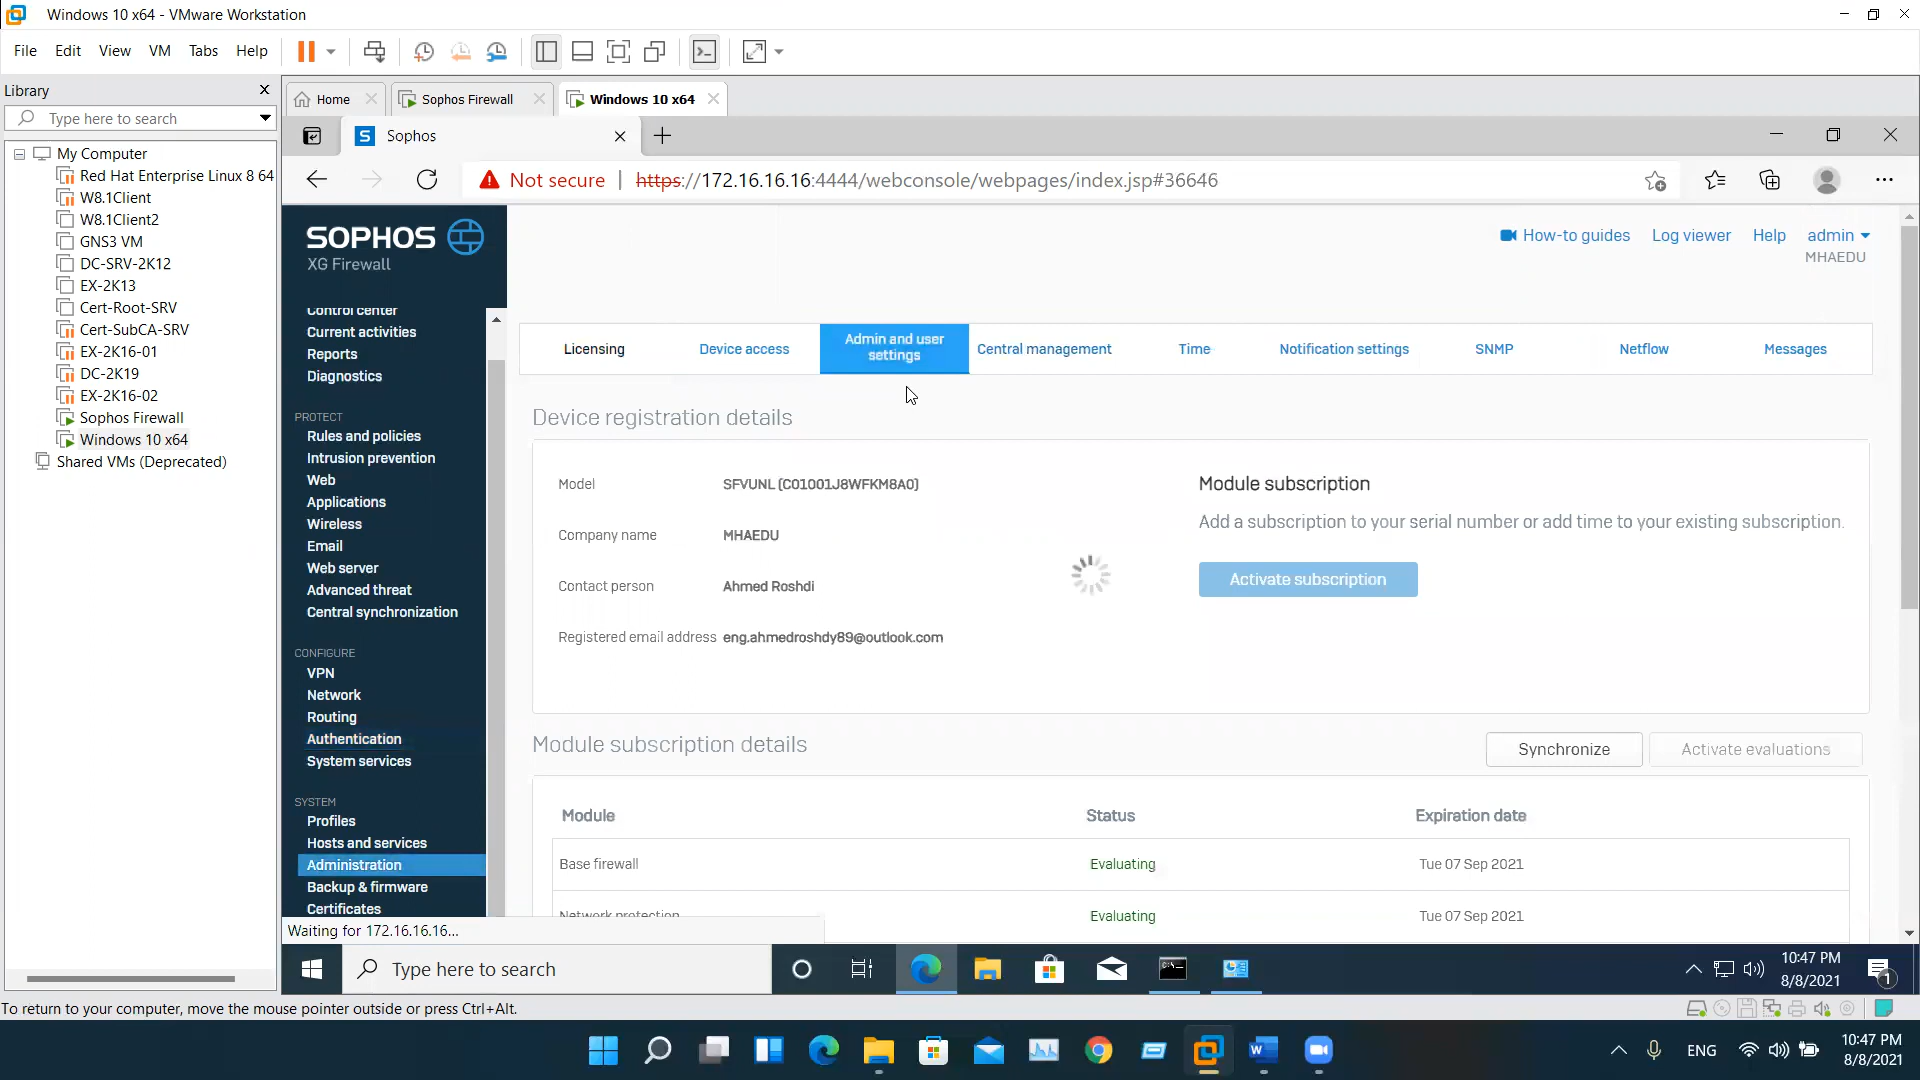 Windows 10 x64 - VMware Workstation
File Edit View VM Tabs Help
Library
Type here to search
My Computer
Red Hat Enterprise Linux 8 64
W8.1Client
W8.1Client2
GNS3 VM
DC-SRV-2K12
EX-2K13
Cert-Root-SRV
Cert-SubCA-SRV
EX-2K16-01
DC-2K19
EX-2K16-02
Sophos Firewall
Windows 10 x64
Shared VMs (Deprecated)
Home Sophos Firewall Windows 10 x64
S Sophos
Not secure | https://172.16.16.16:4444/webconsole/webpages/index.jsp#36646
SOPHOS
XG Firewall
How-to guides Log viewer Help admin
MHAEDU
Control center
Current activities
Reports
Diagnostics
PROTECT
Rules and policies
Intrusion prevention
Web
Applications
Wireless
Email
Web server
Advanced threat
Central synchronization
CONFIGURE
VPN
Network
Routing
Authentication
System services
SYSTEM
Profiles
Hosts and services
Administration
Backup & firmware
Certificates
Licensing Device access Admin and user settings Central management Time Notification settings SNMP Netflow Messages
Device registration details
Model SFVUNL (C01001J8WFKM8A0)
Company name MHAEDU
Contact person Ahmed Roshdi
Registered email address eng.ahmedroshdy89@outlook.com
Module subscription
Add a subscription to your serial number or add time to your existing subscription.
Activate subscription
Module subscription details
Synchronize Activate evaluations
Module Status Expiration date
Base firewall Evaluating Tue 07 Sep 2021
Network protection Evaluating Tue 07 Sep 2021
Waiting for 172.16.16.16...
Type here to search
10:47 PM
8/8/2021
1
To return to your computer, move the mouse pointer outside or press Ctrl+Alt.
ENG
10:47 PM
8/8/2021